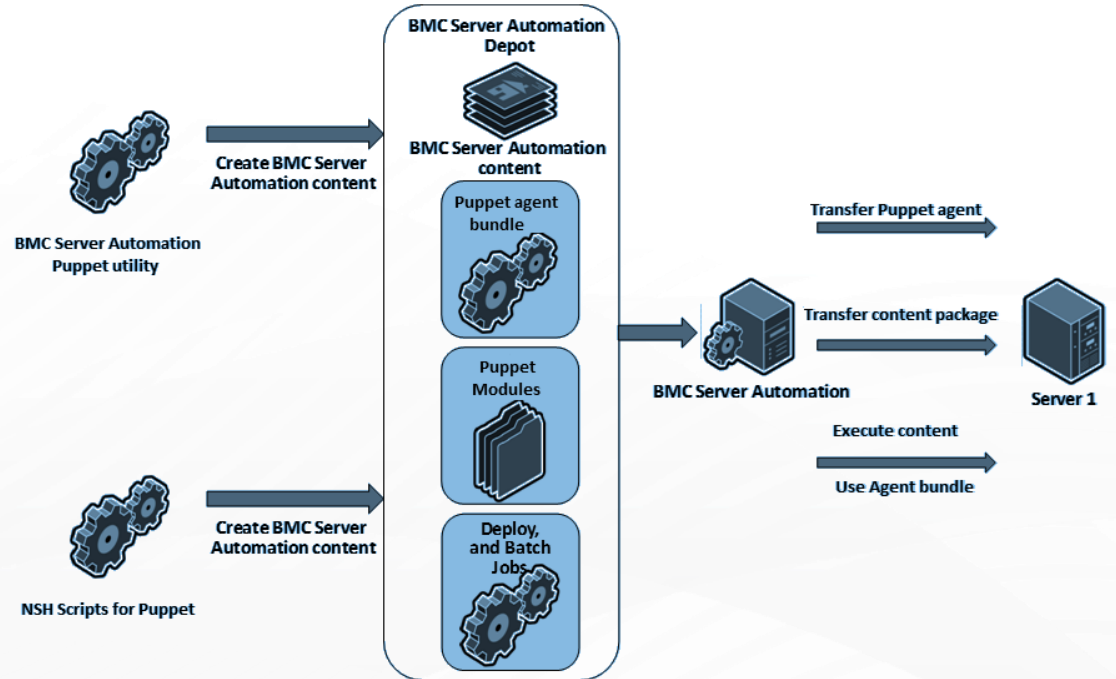 BMC Server Automation
Depot
BMC Server Automation
content
Create BMC Server
Automation content
BMC Server Automation
Puppet utility
Puppet agent
bundle
Puppet
Modules
Deploy,
and Batch
Jobs
Create BMC Server
Automation content
NSH Scripts for Puppet
BMC Server Automation
Transfer Puppet agent
Transfer content package
Execute content
Use Agent bundle
Server 1